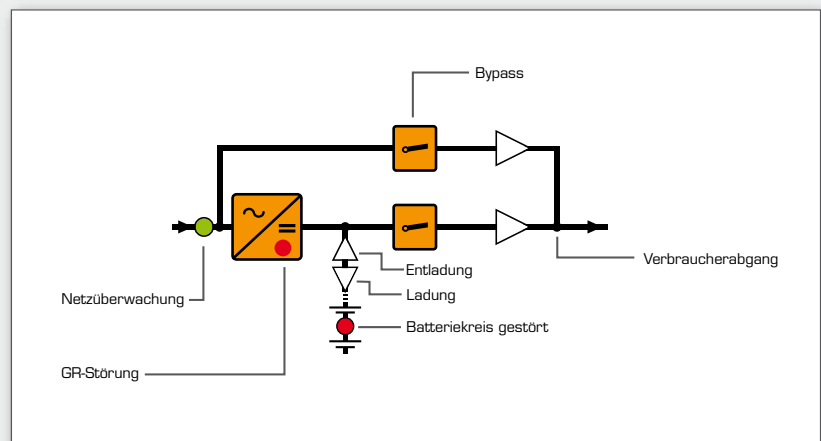 Bypass
Entladung
Verbraucherabgang
Ladung
Netzüberwachung
Batteriekreis gestört
GR-Störung